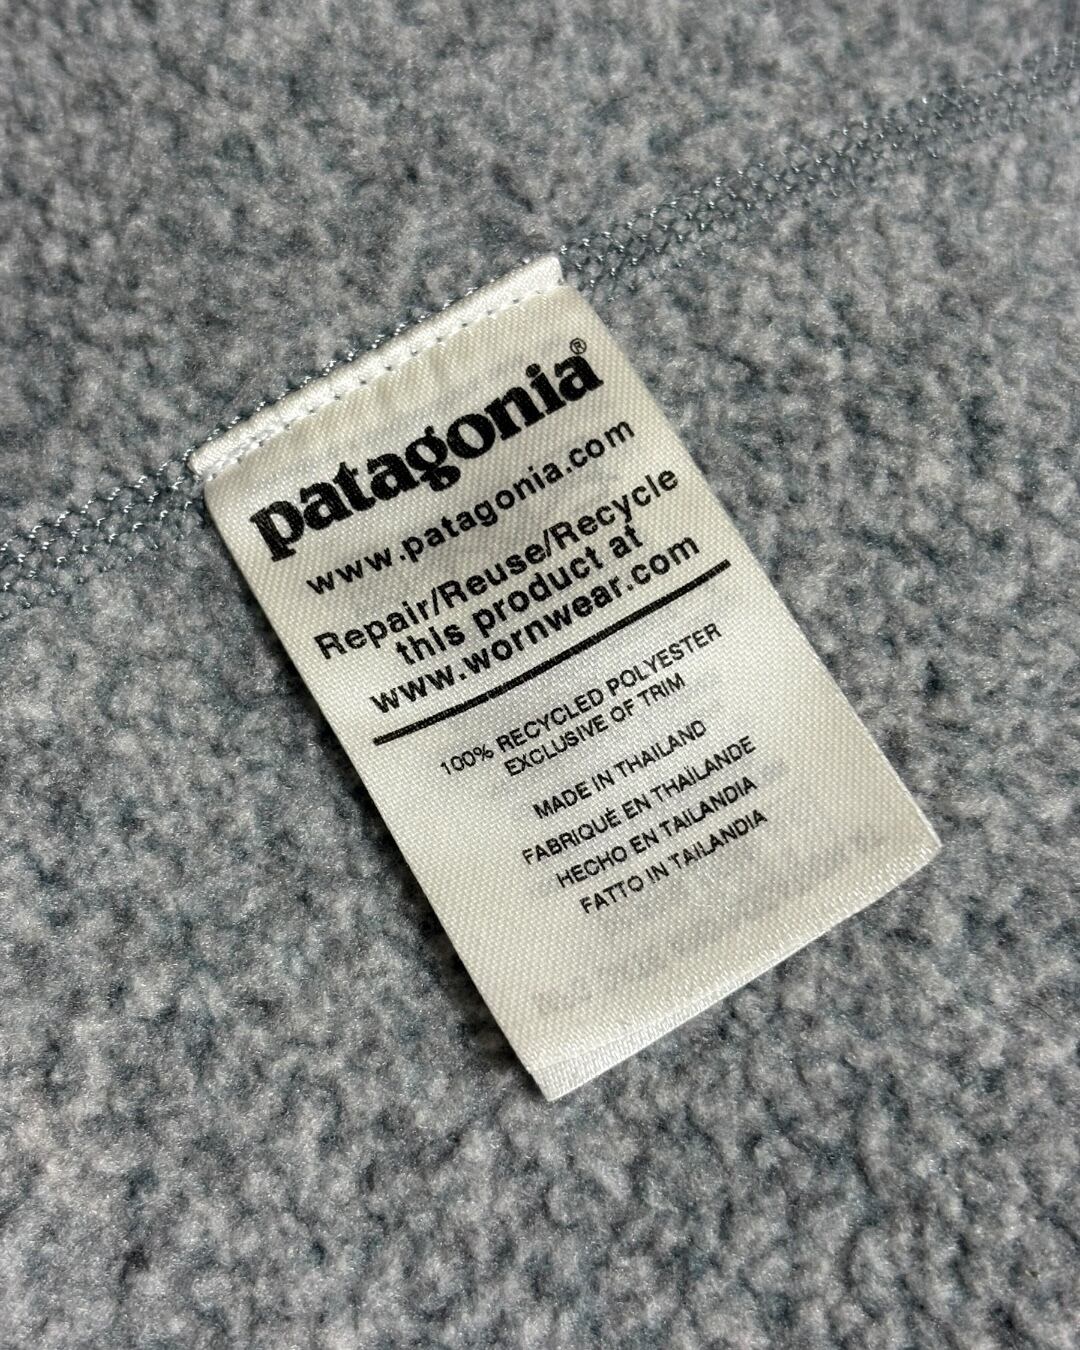 patagonia®
www.patagonia.com
Repair/Reuse/Recycle
this product at
www.wornwear.com
100% RECYCLED POLYESTER
EXCLUSIVE OF TRIM
MADE IN THAILAND
FABRIQUÉ EN THAÏLANDE
HECHO EN TAILANDIA
FATTO IN TAILANDIA